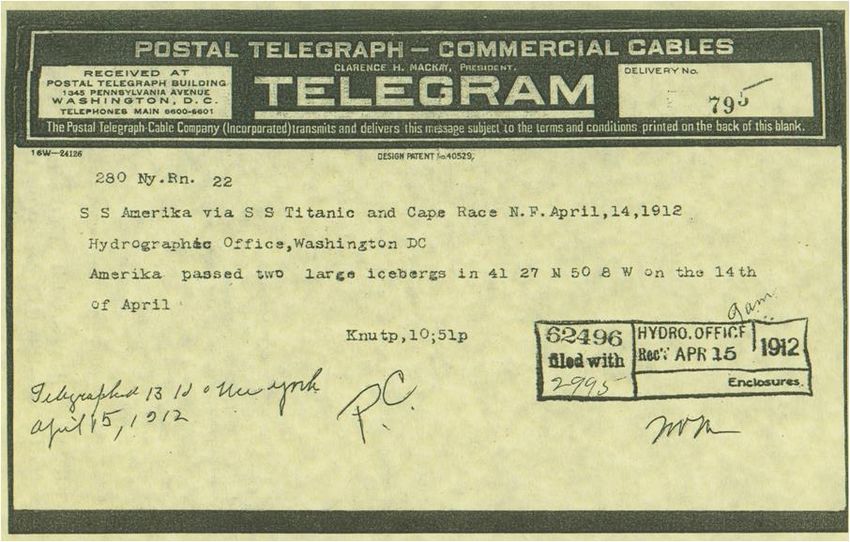 POSTAL TELEGRAPH — COMMERCIAL CABLES
CLARENCE H. MACKAY, PRESIDENT.
RECEIVED AT
POSTAL TELEGRAPH BUILDING
1345 PENNSYLVANIA AVENUE
WASHINGTON, D.C.
TELEPHONES MAIN 6600-6601
TELEGRAM
DELIVERY No.
795
The Postal Telegraph-Cable Company (Incorporated) transmits and delivers this message subject to the terms and conditions printed on the back of this blank.
16W—24126
DESIGN PATENT No. 40529.
280 Ny.Rn. 22
S S Amerika via S S Titanic and Cape Race N.F. April,14,1912
Hydrographic Office,Washington DC
Amerika passed two large icebergs in 41 27 N 50 8 W on the 14th
of April
Knutp,10;51p
9am
62496
filed with
2995
HYDRO. OFFICE
Rec'd APR 15 1912
Enclosures.
Telegraphed to New York
April 15, 1912
P.C.